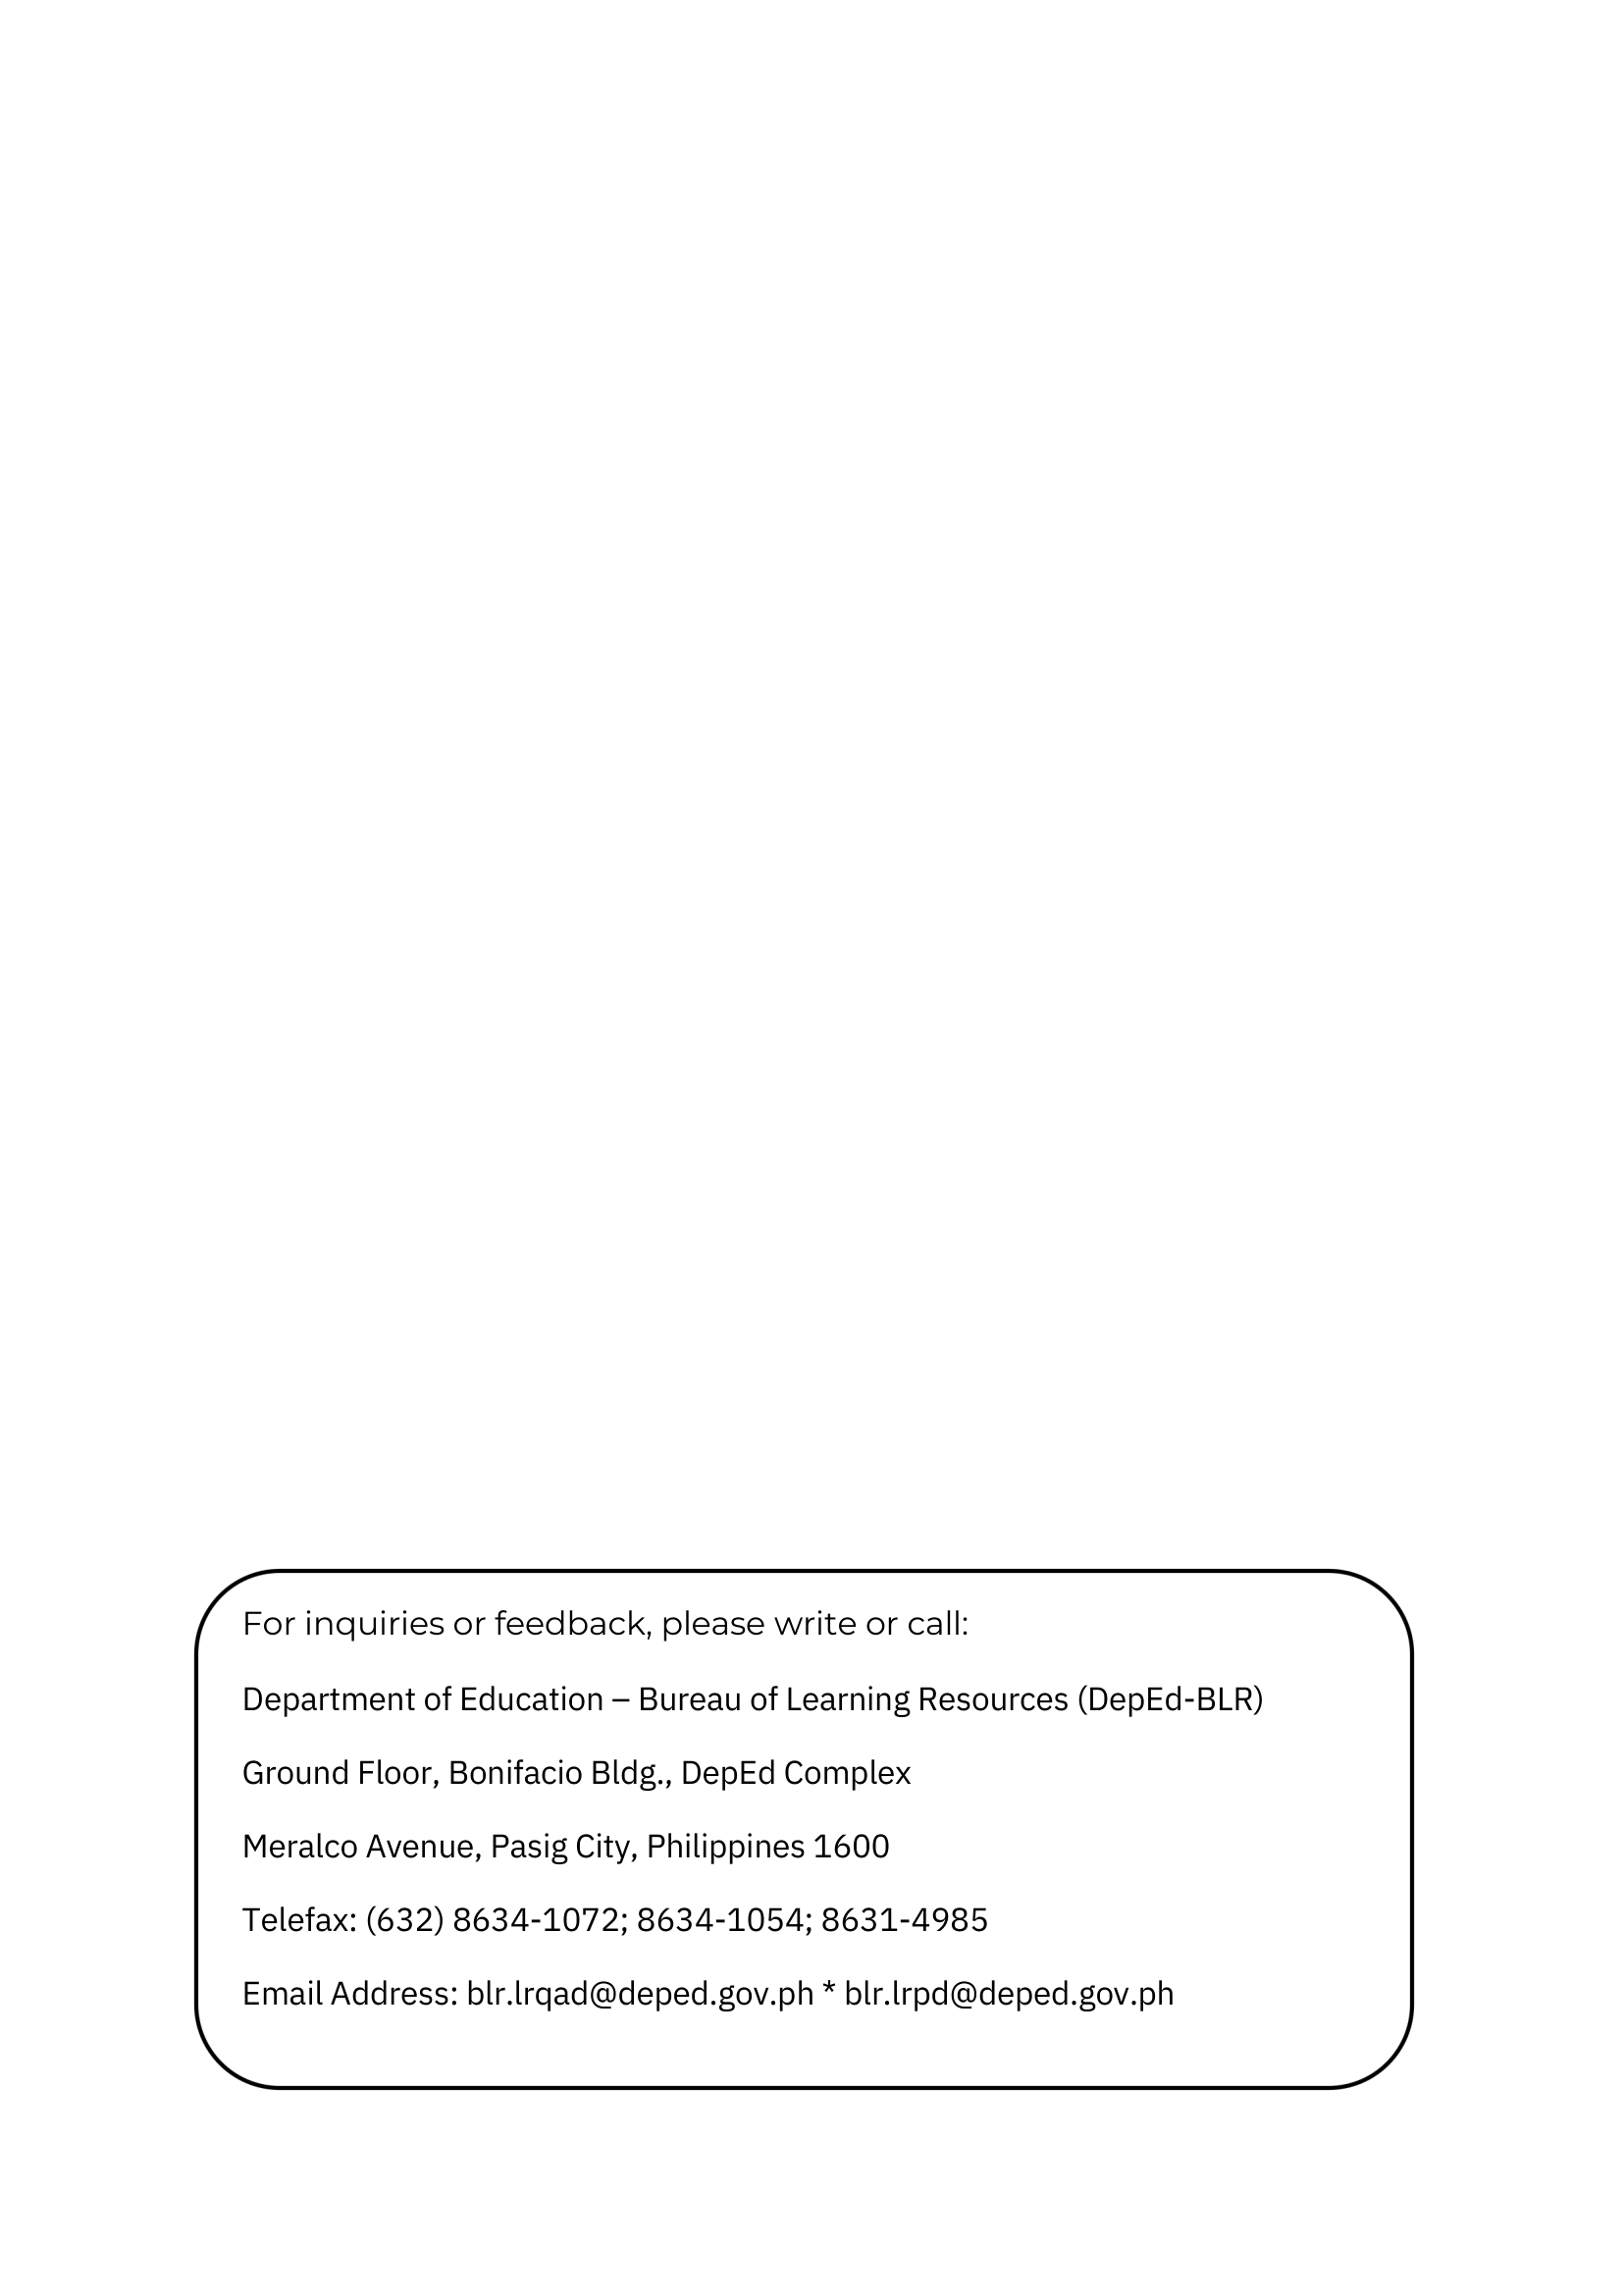 For inquiries or feedback, please write or call:
Department of Education – Bureau of Learning Resources (DepEd-BLR)
Ground Floor, Bonifacio Bldg., DepEd Complex
Meralco Avenue, Pasig City, Philippines 1600
Telefax: (632) 8634-1072; 8634-1054; 8631-4985
Email Address: blr.lrqad@deped.gov.ph * blr.lrpd@deped.gov.ph